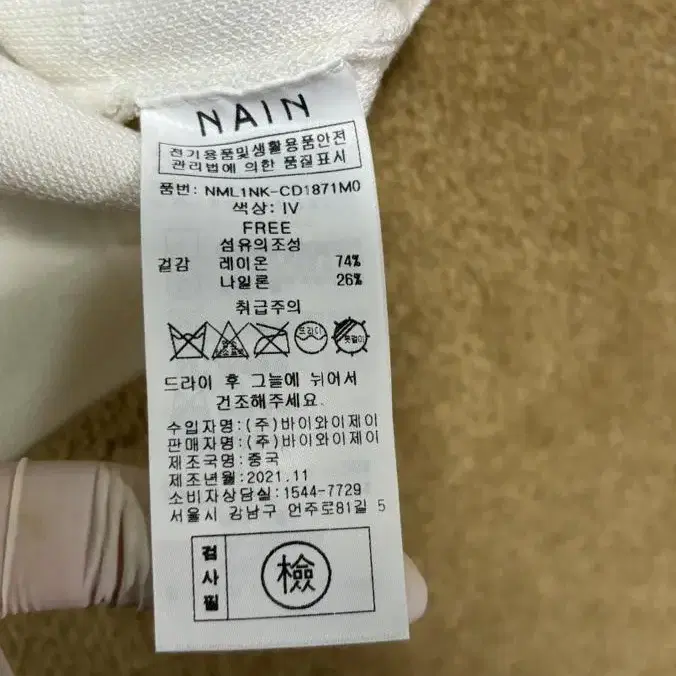 NAIN
전기용품및생활용품안전
관리법에 의한 품질표시
품번: NML1NK-CD1871M0
색상: IV
FREE
섬유의조성
겉감 레이온 74%
나일론 26%
취급주의
드라이
드라이 후 그늘에 뉘어서
건조해주세요.
수입자명:(주)바이와이제이
판매자명:(주)바이와이제이
제조국명:중국
제조년월:2021.11
소비자상담실:1544-7729
서울시 강남구 언주로81길 5
검사필
檢